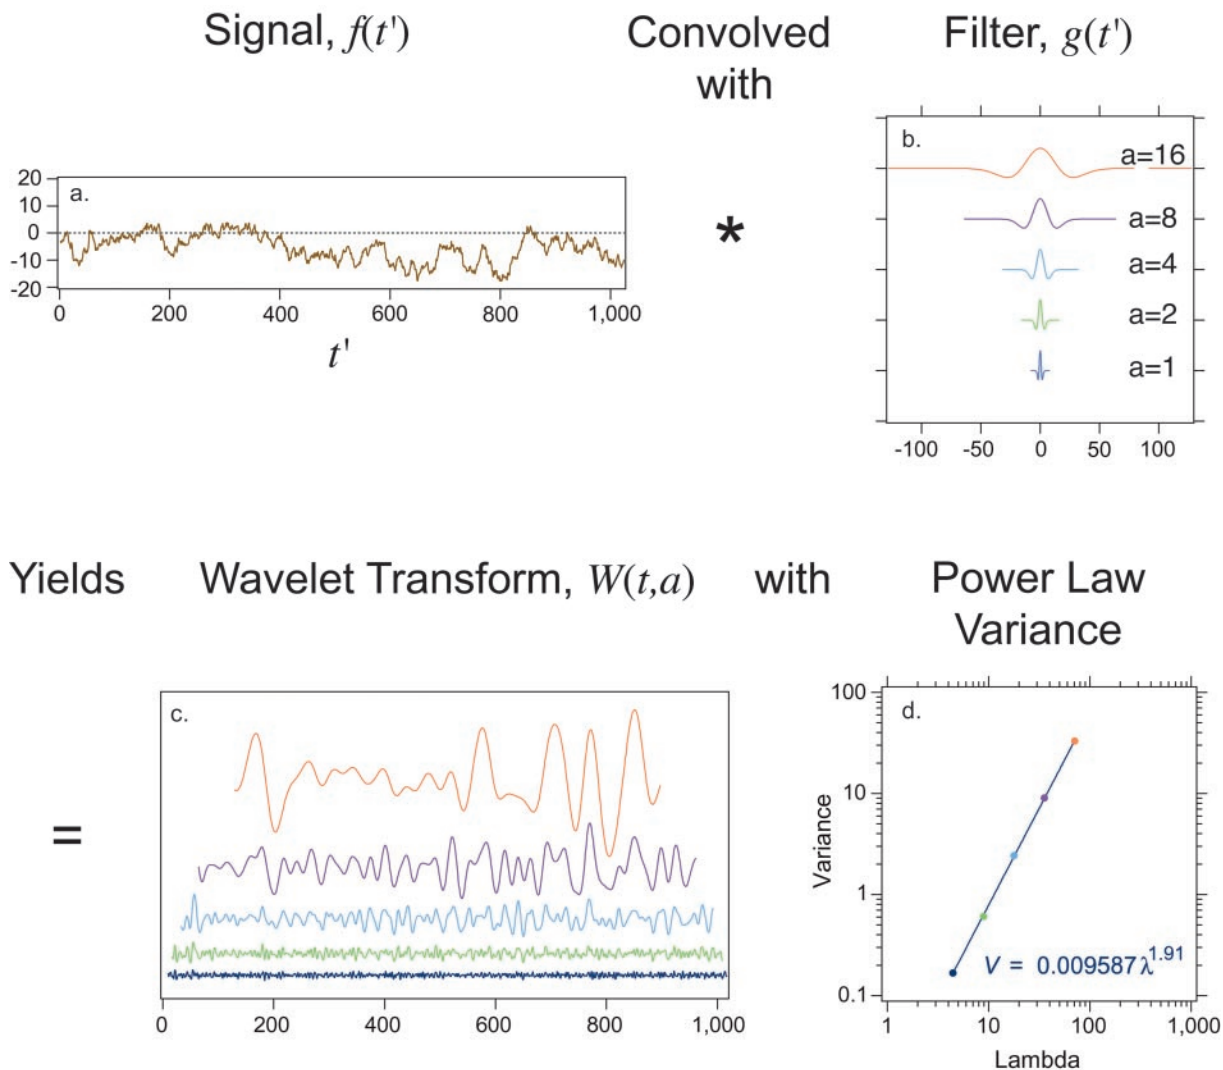 Signal, f(t')
Convolved
with
Filter, g(t')
a.
20
10
0
-10
-20
0 200 400 600 800 1,000
t'
*
b.
a=16
a=8
a=4
a=2
a=1
-100 -50 0 50 100
Yields Wavelet Transform, W(t,a) with Power Law
Variance
=
c.
0 200 400 600 800 1,000
d.
100
10
1
0.1
Variance
V = 0.009587λ^1.91
1 10 100 1,000
Lambda